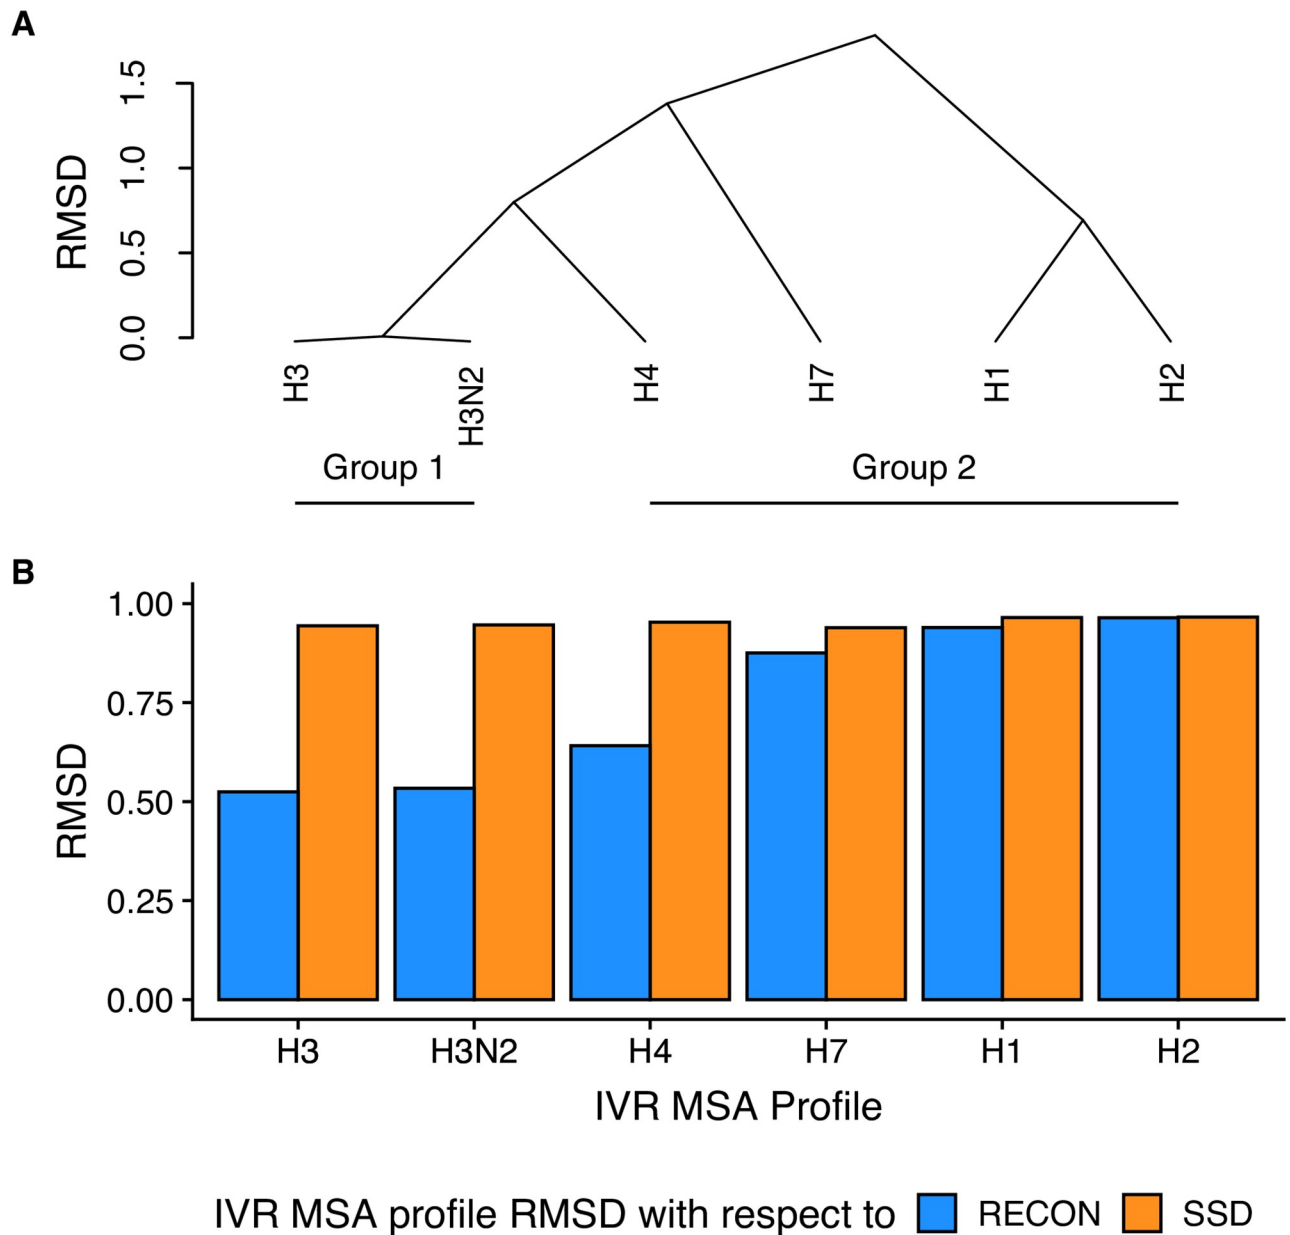 A
RMSD
1.5
1.0
0.5
0.0
H3
H3N2
H4
H7
H1
H2
Group 1
Group 2
B
RMSD
1.00
0.75
0.50
0.25
0.00
H3 H3N2 H4 H7 H1 H2
IVR MSA Profile
IVR MSA profile RMSD with respect to RECON SSD